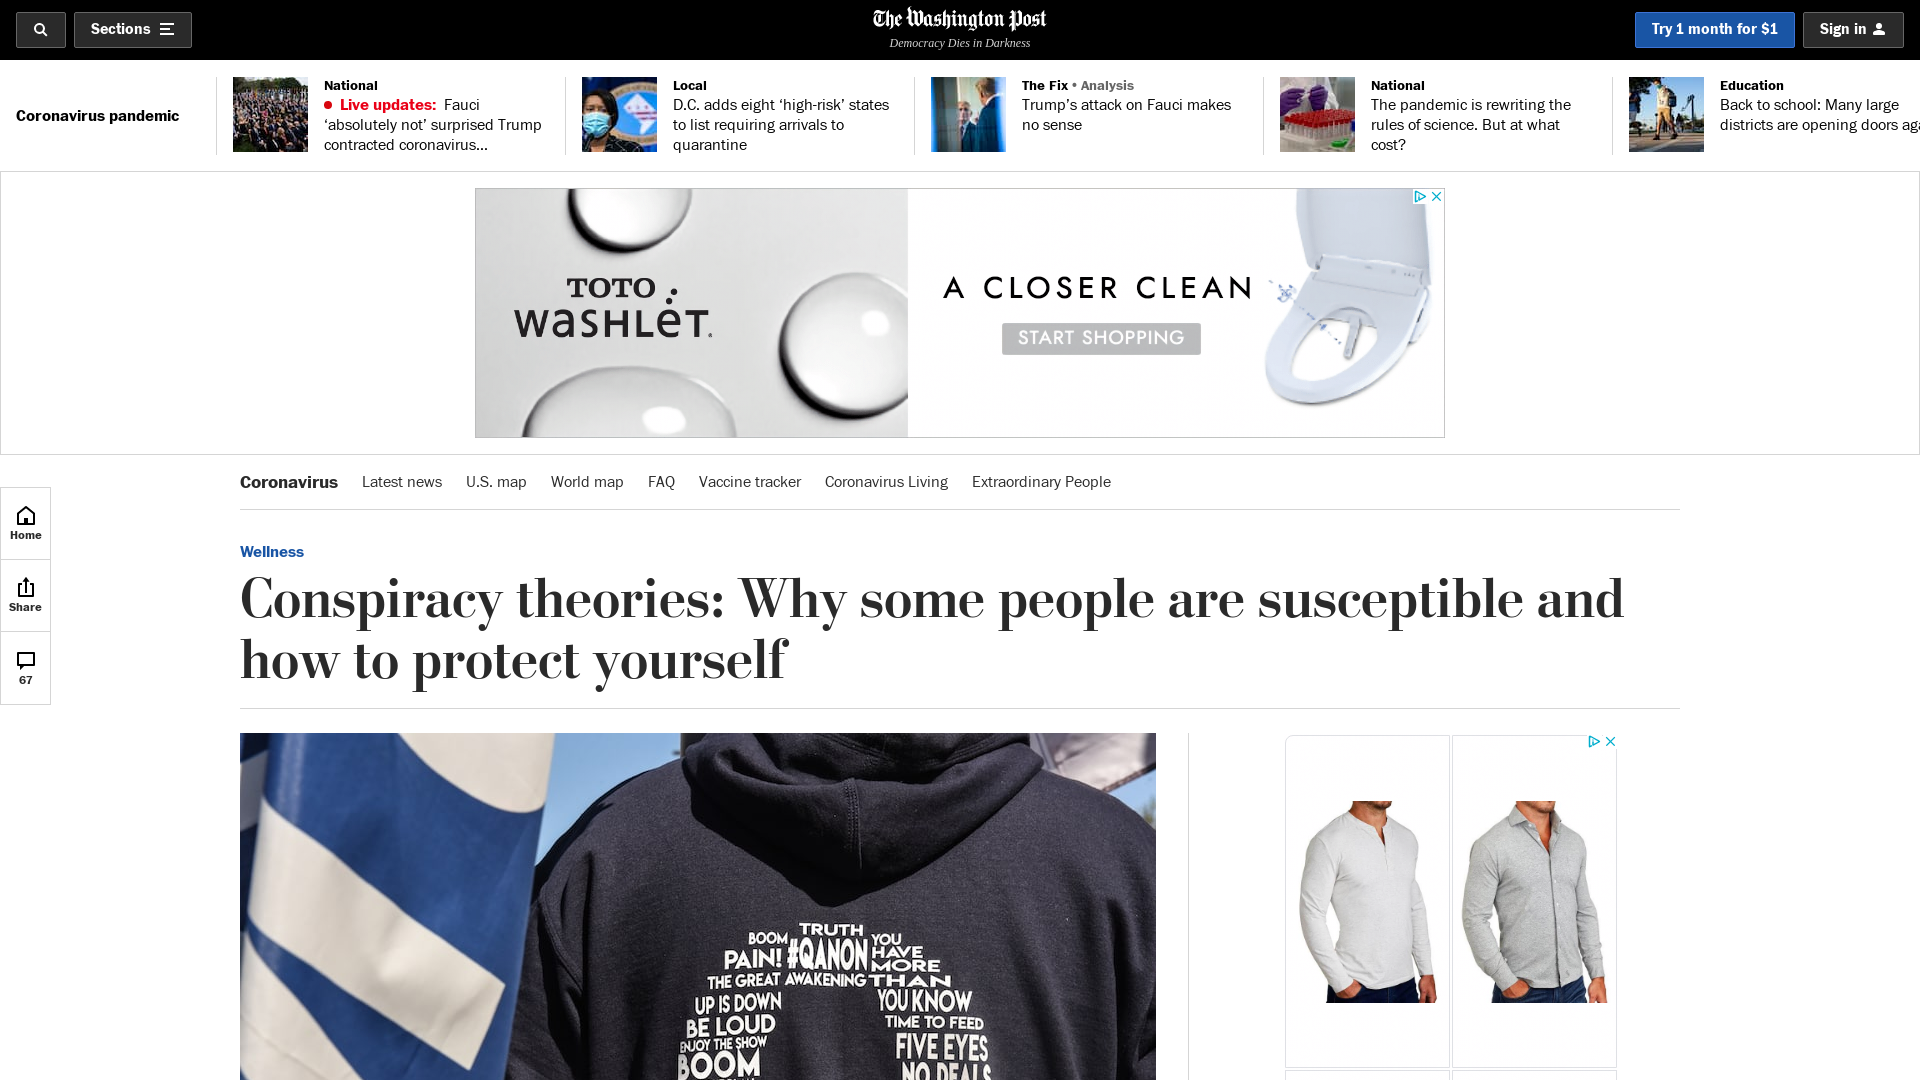 Sections
The Washington Post
Democracy Dies in Darkness
Try 1 month for $1
Sign in
Coronavirus pandemic
National
Live updates: Fauci
‘absolutely not’ surprised Trump
contracted coronavirus...
Local
D.C. adds eight ‘high-risk’ states
to list requiring arrivals to
quarantine
The Fix • Analysis
Trump’s attack on Fauci makes
no sense
National
The pandemic is rewriting the
rules of science. But at what
cost?
Education
Back to school: Many large
districts are opening doors aga
TOTO
WASHLET®
A CLOSER CLEAN
START SHOPPING
Coronavirus
Latest news
U.S. map
World map
FAQ
Vaccine tracker
Coronavirus Living
Extraordinary People
Home
Share
67
Wellness
Conspiracy theories: Why some people are susceptible and
how to protect yourself
TRUTH
BOOM #QANON YOU
PAIN! HAVE
MORE
THE GREAT AWAKENING THAN
UP IS DOWN YOU KNOW
BE LOUD TIME TO FEED
ENJOY THE SHOW FIVE EYES
BOOM NO DEALS